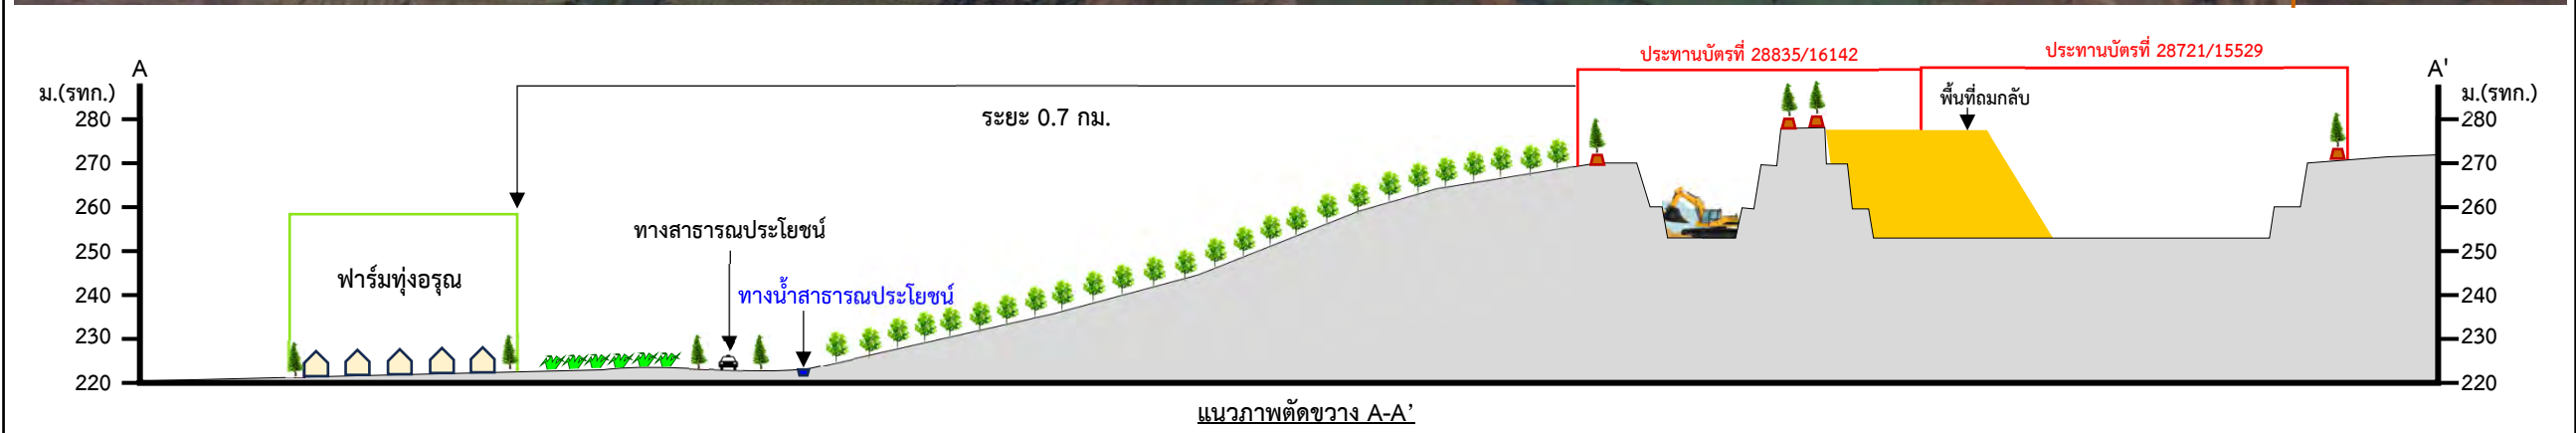 ประทานบัตรที่ 28835/16142
ประทานบัตรที่ 28721/15529
A
A'
ม.(รทก.)
ม.(รทก.)
พื้นที่ถมกลับ
280
ระยะ 0.7 กม.
280
270
270
260
260
ทางสาธารณประโยชน์
250
250
ฟาร์มทุ่งอรุณ
ทางน้ำสาธารณประโยชน์
240
240
230
230
220
220
แนวภาพตัดขวาง A-A’